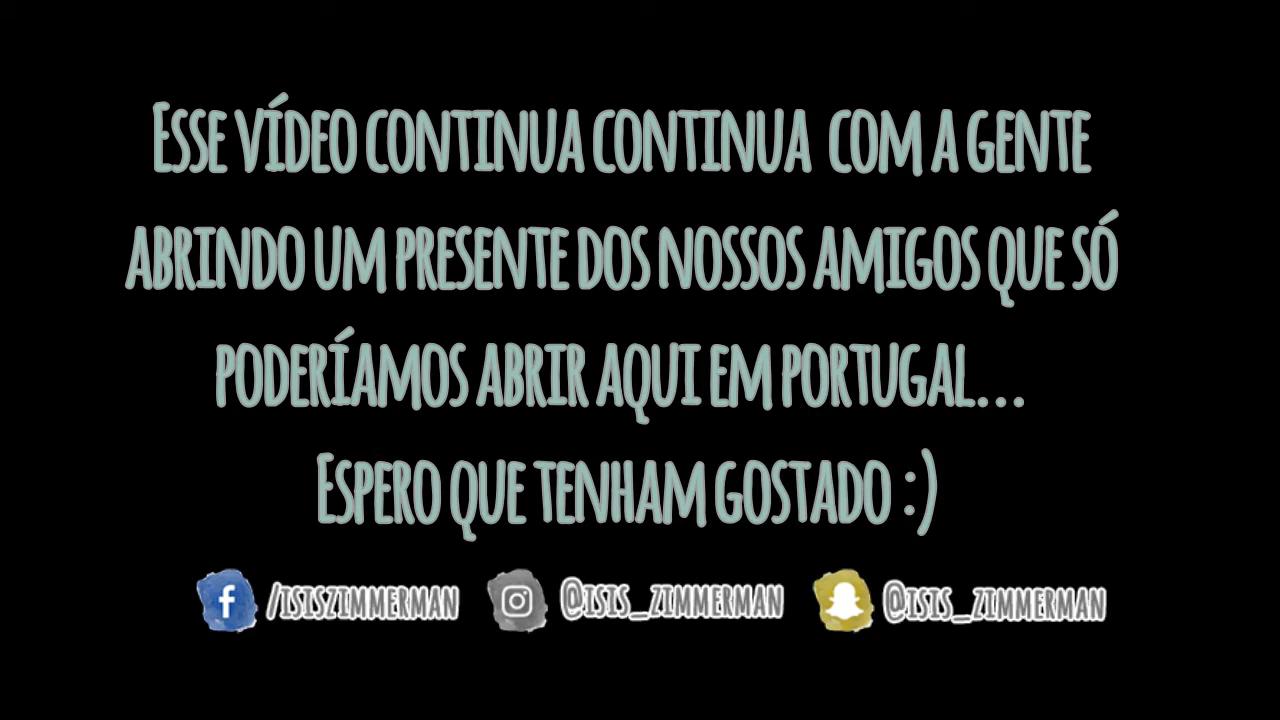 Esse vídeo continua continua com a gente
abrindo um presente dos nossos amigos que só
poderíamos abrir aqui em Portugal...
Espero que tenham gostado :)
/isiszimmerman @isis_zimmerman @isis_zimmerman